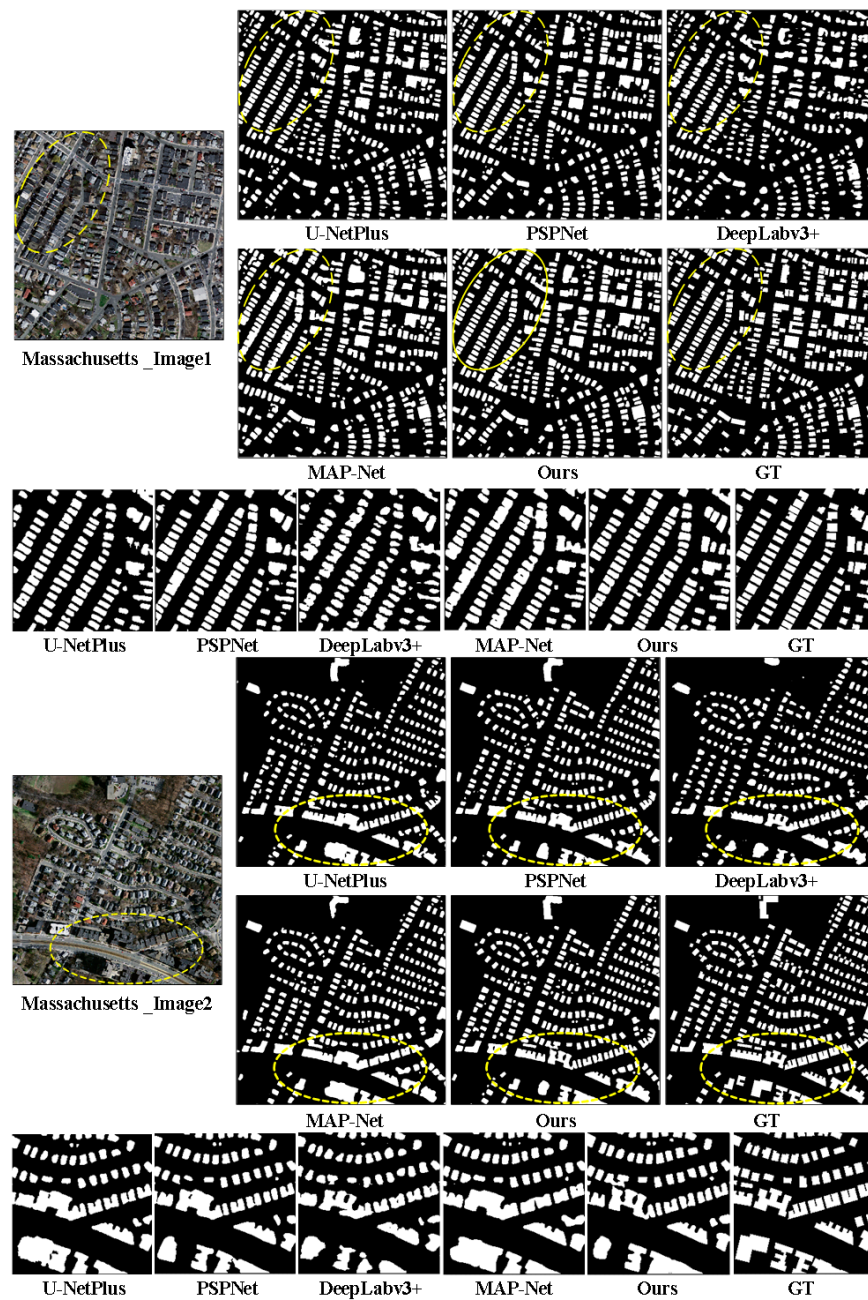 U-NetPlus PSPNet DeepLabv3+
Massachusetts _Image1
MAP-Net Ours GT
U-NetPlus PSPNet DeepLabv3+ MAP-Net Ours GT
U-NetPlus PSPNet DeepLabv3+
Massachusetts _Image2
MAP-Net Ours GT
U-NetPlus PSPNet DeepLabv3+ MAP-Net Ours GT